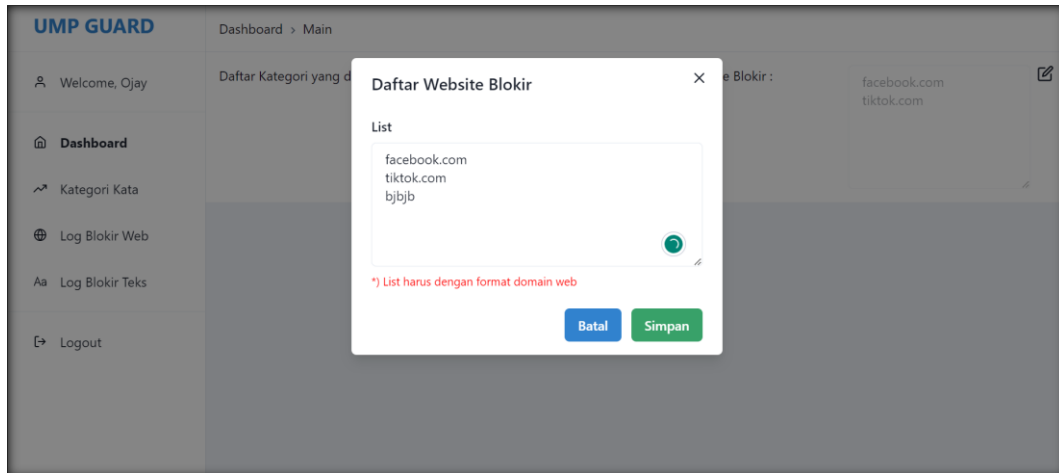 UMP GUARD
Dashboard > Main
Welcome, Ojay
Dashboard
Kategori Kata
Log Blokir Web
Aa Log Blokir Teks
Logout
Daftar Kategori yang d
e Blokir :
facebook.com
tiktok.com
Daftar Website Blokir
List
facebook.com
tiktok.com
bjbjb
*) List harus dengan format domain web
Batal
Simpan